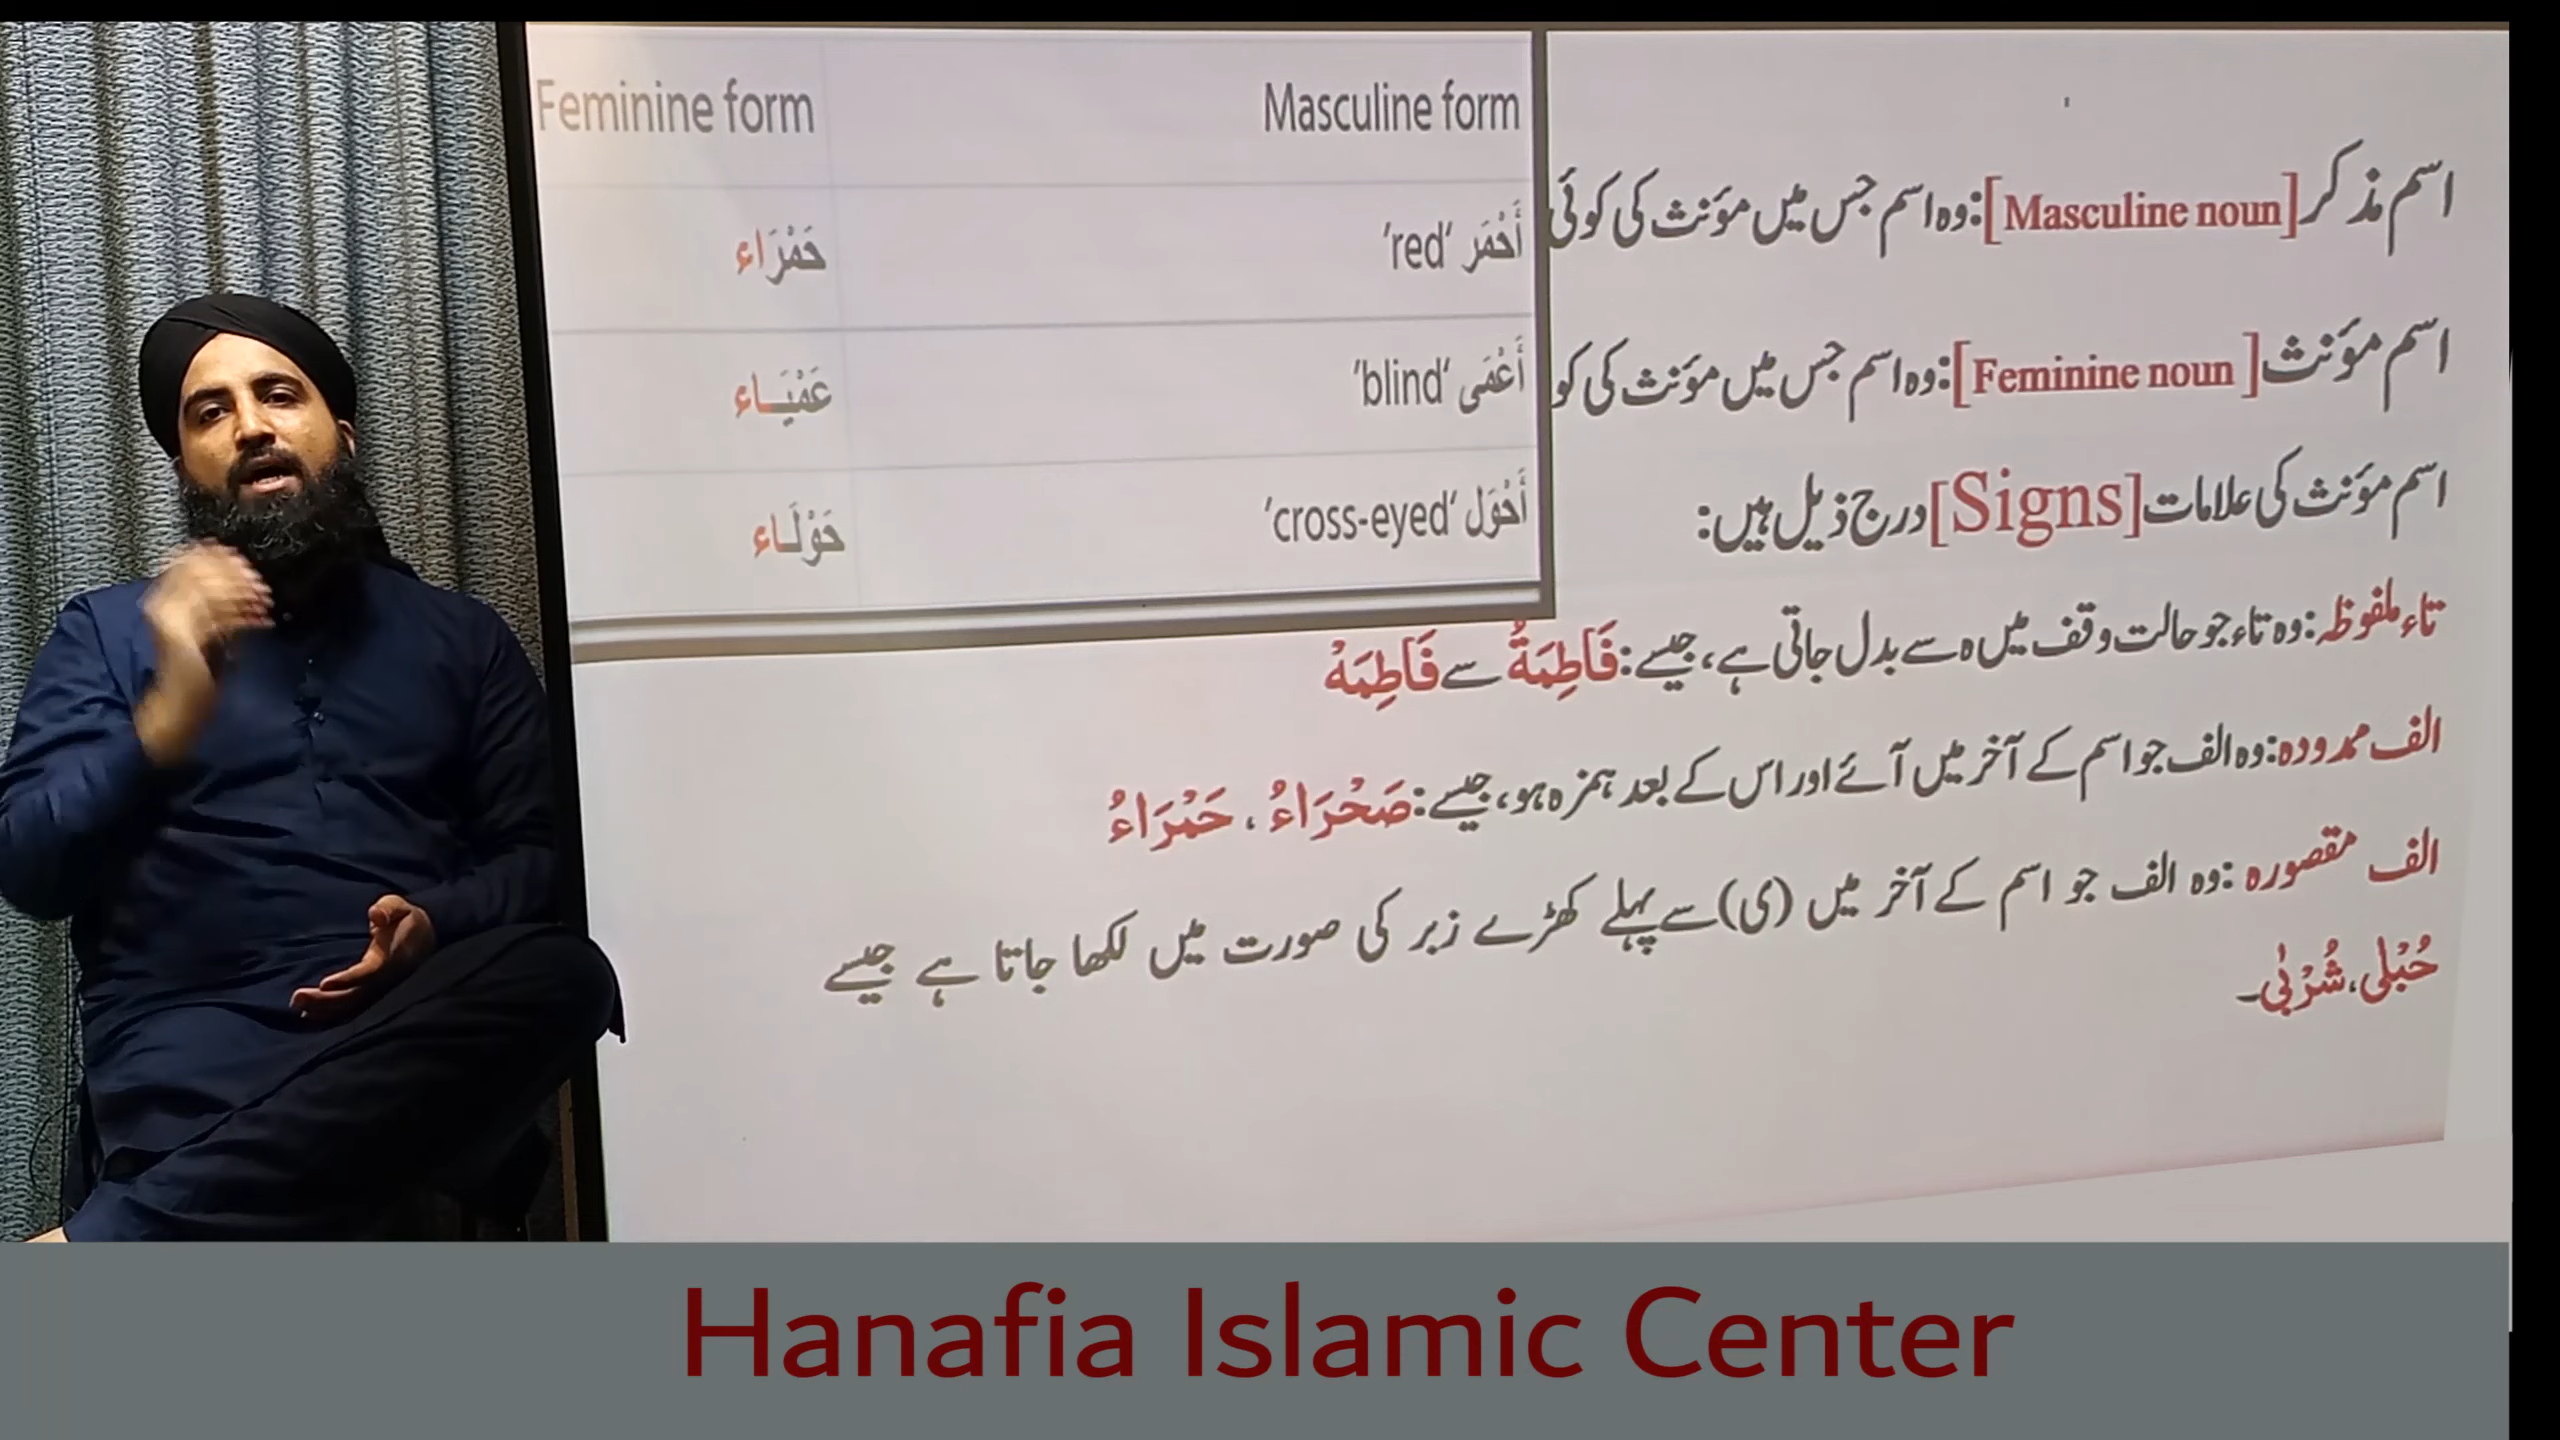 Feminine form Masculine form
أَحْمَر ‘red’ حَمْرَاء
أَعْمَى ‘blind’ عَمْيَاء
أَحْوَل ‘cross-eyed’ حَوْلَاء
اسم مذکر [Masculine noun]: وہ اسم جس میں مؤنث کی کوئی
اسم مؤنث [Feminine noun]: وہ اسم جس میں مؤنث کی کو
اسم مؤنث کی علامات [Signs] درج ذیل ہیں:
تاء ملفوظہ: وہ تاء جو حالت وقف میں ہ سے بدل جاتی ہے، جیسے: فَاطِمَةُ سے فَاطِمَهْ
الف ممدودہ: وہ الف جو اسم کے آخر میں آئے اور اس کے بعد ہمزہ ہو، جیسے: صَحْرَاءُ ، حَمْرَاءُ
الف مقصورہ: وہ الف جو اسم کے آخر میں (ی) سے پہلے کھڑے زبر کی صورت میں لکھا جاتا ہے جیسے
حُبْلٰی،
Hanafia Islamic Center